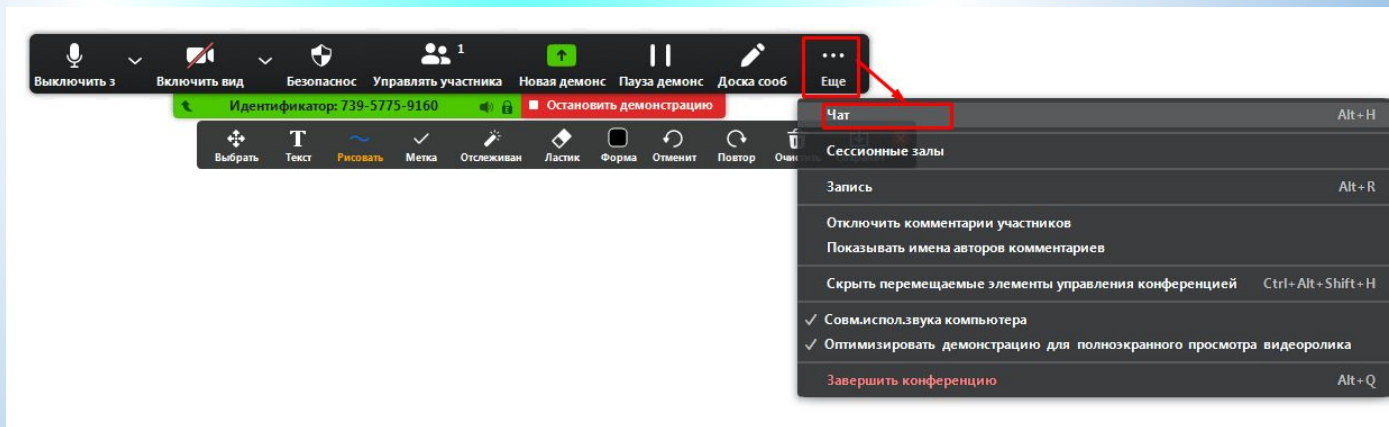 1
Выключить з Включить вид Безопаснос Управлять участника Новая демонс Пауза демонс Доска сооб Еще
Идентификатор: 739-5775-9160 Остановить демонстрацию
T
Выбрать Текст Рисовать Метка Отслеживан Ластик Форма Отменит Повтор Очистить
Чат Alt+H
Сессионные залы
Запись Alt+R
Отключить комментарии участников
Показывать имена авторов комментариев
Скрыть перемещаемые элементы управления конференцией Ctrl+Alt+Shift+H
Совм.испол.звука компьютера
Оптимизировать демонстрацию для полноэкранного просмотра видеоролика
Завершить конференцию Alt+Q